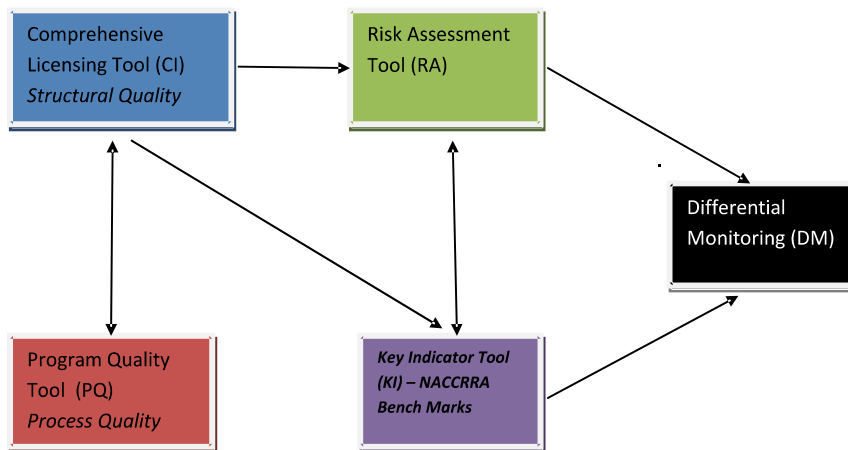 Comprehensive
Licensing Tool (CI)
Structural Quality
Risk Assessment
Tool (RA)
Differential
Monitoring (DM)
Program Quality
Tool  (PQ)
Process Quality
Key Indicator Tool
(KI) – NACCRRA
Bench Marks